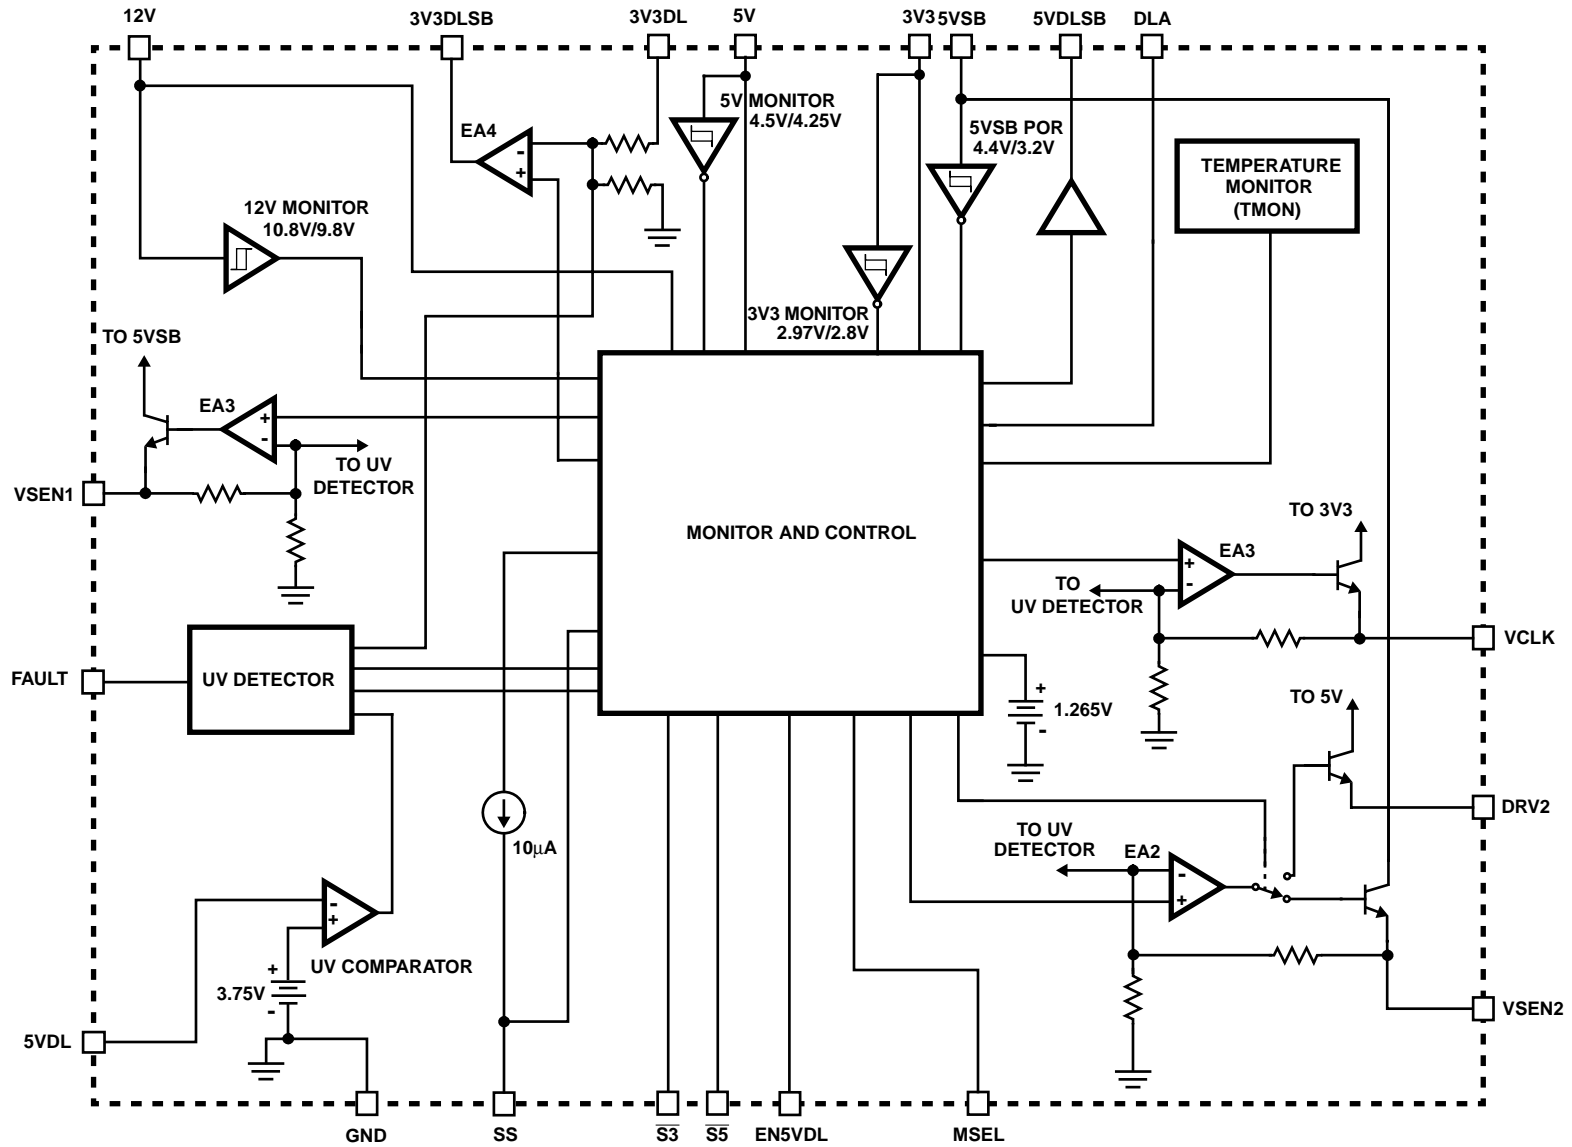 12V
3V3DLSB
3V3DL
5V
3V3
5VSB
5VDLSB
DLA
5V MONITOR
4.5V/4.25V
EA4
-
+
5VSB POR
4.4V/3.2V
TEMPERATURE
MONITOR
(TMON)
12V MONITOR
10.8V/9.8V
3V3 MONITOR
2.97V/2.8V
TO 5VSB
EA3
+
-
TO UV
DETECTOR
VSEN1
MONITOR AND CONTROL
TO 3V3
EA3
+
-
TO
UV DETECTOR
VCLK
FAULT
UV DETECTOR
+
1.265V
-
TO 5V
DRV2
10µA
TO UV
DETECTOR
EA2
-
+
-
+
UV COMPARATOR
+
3.75V
-
VSEN2
5VDL
GND
SS
S3
S5
EN5VDL
MSEL